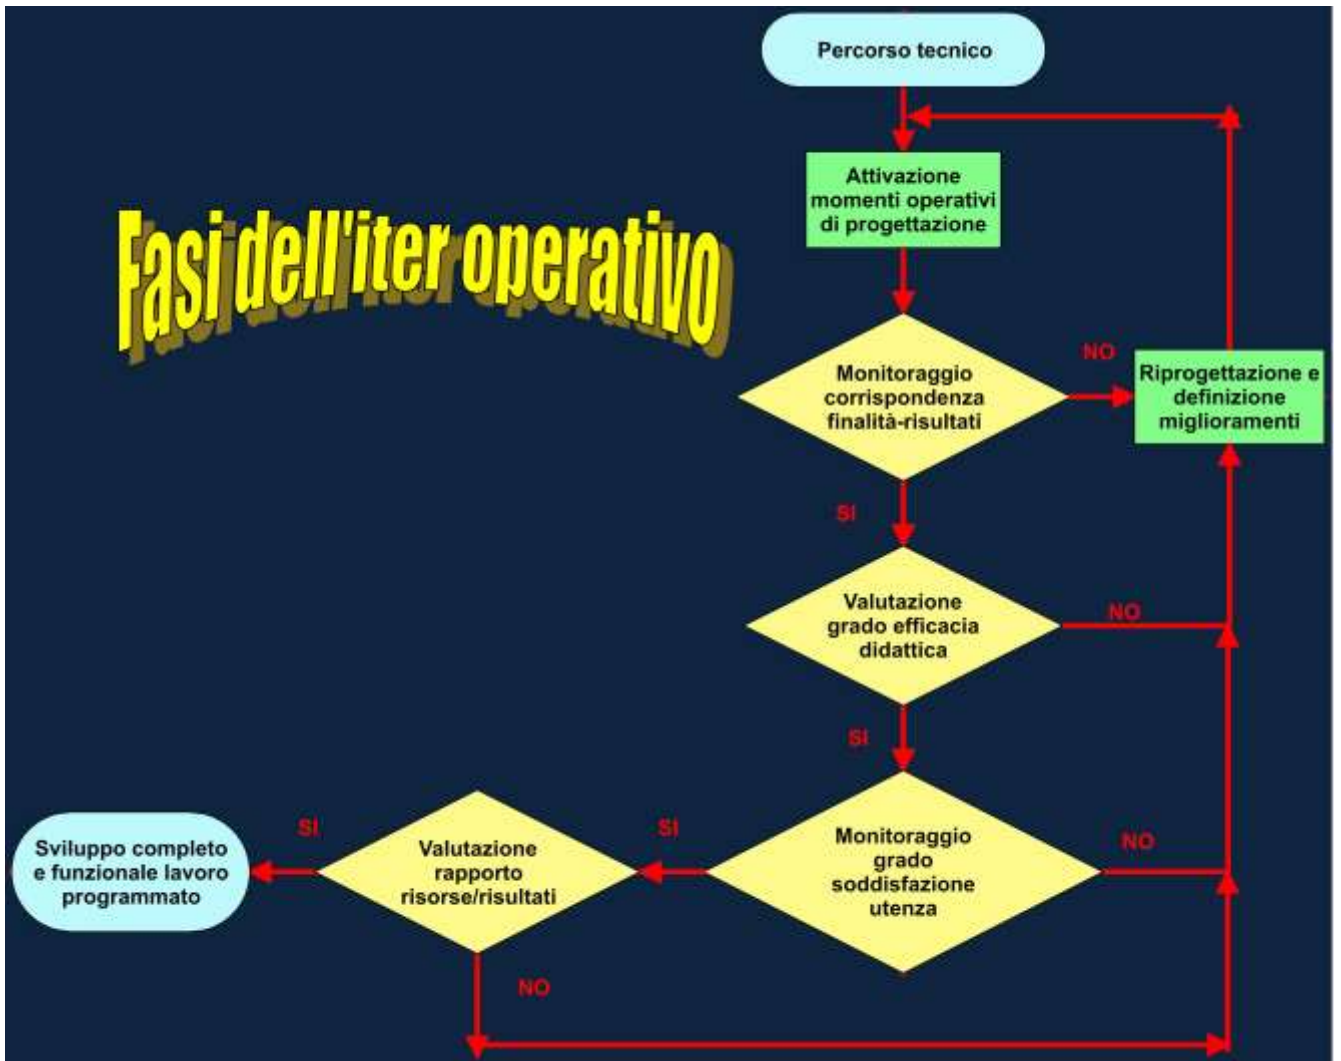 Percorso tecnico
Attivazione
momenti operativi
di progettazione
Fasi dell'iter operativo
Monitoraggio
corrispondenza
finalità-risultati
NO
Riprogettazione e
definizione
miglioramenti
SI
Valutazione
grado efficacia
didattica
NO
SI
Monitoraggio
grado
soddisfazione
utenza
NO
SI
Valutazione
rapporto
risorse/risultati
SI
Sviluppo completo
e funzionale lavoro
programmato
NO